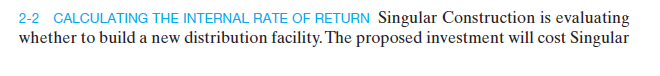 2-2 CALCULATING THE INTERNAL RATE OF RETURN Singular Construction is evaluating
whether to build a new distribution facility. The proposed investment will cost Singular